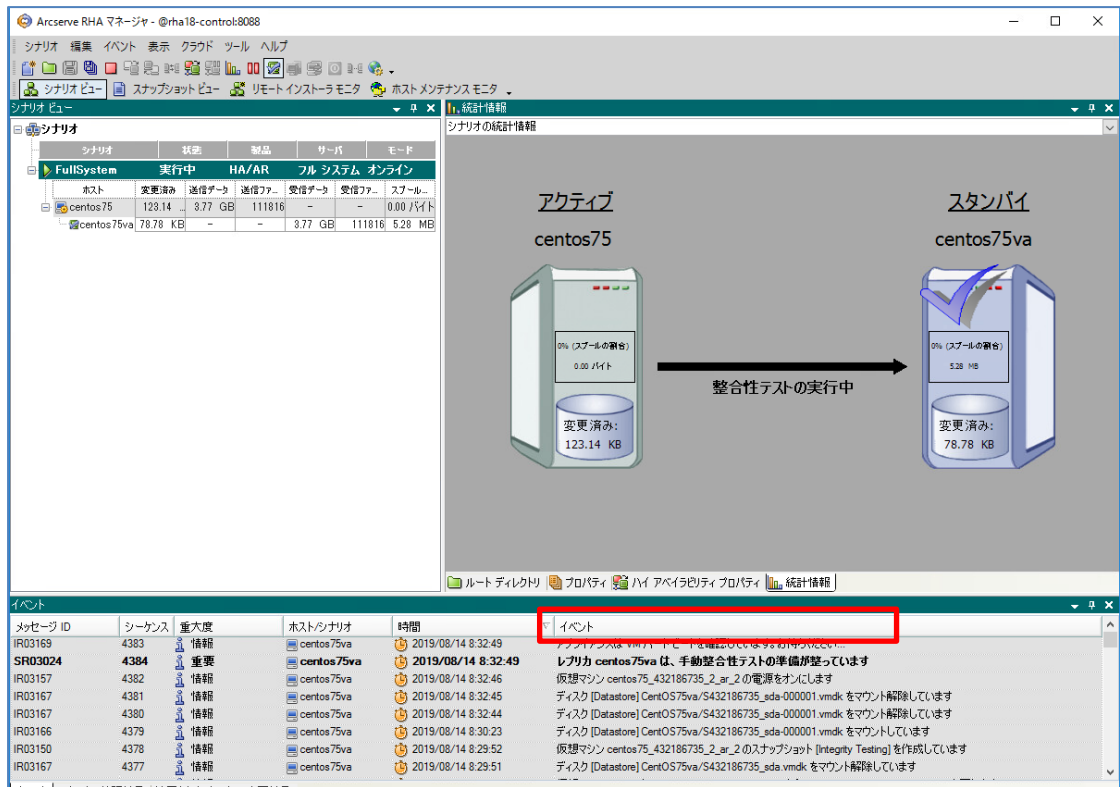 Arcserve RHA マネージャ - @rha18-control:8088
シナリオ 編集 イベント 表示 クラウド ツール ヘルプ
シナリオ ビュー スナップショット ビュー リモート インストーラ モニタ ホスト メンテナンス モニタ
シナリオ ビュー
シナリオ
シナリオ 状態 製品 サーバ モード
FullSystem 実行中 HA/AR フル システム オンライン
ホスト 変更済み 送信データ 送信ファ... 受信データ 受信ファ... スプール...
centos75 123.14 ... 3.77 GB 111816 - - 0.00 バイト
centos75va 78.78 KB - - 3.77 GB 111816 5.28 MB
統計情報
シナリオの統計情報
アクティブ スタンバイ
centos75 centos75va
0% (スプールの割合) 0% (スプールの割合)
0.00 バイト 5.28 MB
整合性テストの実行中
変更済み: 変更済み:
123.14 KB 78.78 KB
ルート ディレクトリ プロパティ ハイ アベイラビリティ プロパティ 統計情報
イベント
メッセージ ID シーケンス 重大度 ホスト/シナリオ 時間 イベント
IR03169 4383 情報 centos75va 2019/08/14 8:32:49
SR03024 4384 重要 centos75va 2019/08/14 8:32:49 レプリカ centos75va は、手動整合性テストの準備が整っています
IR03157 4382 情報 centos75va 2019/08/14 8:32:46 仮想マシン centos75_432186735_2_ar_2 の電源をオンにします
IR03167 4381 情報 centos75va 2019/08/14 8:32:45 ディスク [Datastore] CentOS75va/S432186735_sda-000001.vmdk をマウント解除しています
IR03167 4380 情報 centos75va 2019/08/14 8:32:44 ディスク [Datastore] CentOS75va/S432186735_sda-000001.vmdk をマウント解除しています
IR03166 4379 情報 centos75va 2019/08/14 8:30:23 ディスク [Datastore] CentOS75va/S432186735_sda-000001.vmdk をマウントしています
IR03150 4378 情報 centos75va 2019/08/14 8:29:52 仮想マシン centos75_432186735_2_ar_2 のスナップショット [Integrity Testing] を作成しています
IR03167 4377 情報 centos75va 2019/08/14 8:29:51 ディスク [Datastore] CentOS75va/S432186735_sda.vmdk をマウント解除しています